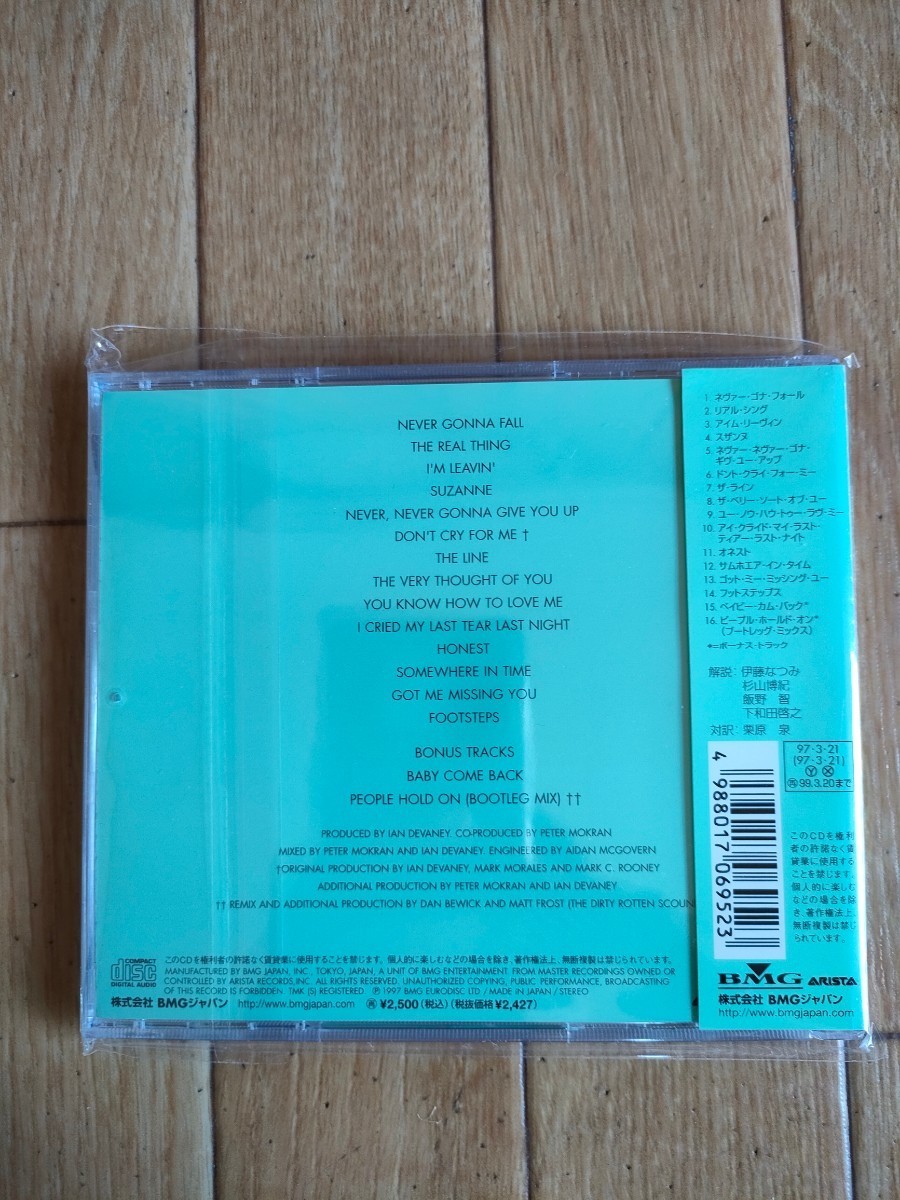 NEVER GONNA FALL
THE REAL THING
I'M LEAVIN'
SUZANNE
NEVER, NEVER GONNA GIVE YOU UP
DON'T CRY FOR ME †
THE LINE
THE VERY THOUGHT OF YOU
YOU KNOW HOW TO LOVE ME
I CRIED MY LAST TEAR LAST NIGHT
HONEST
SOMEWHERE IN TIME
GOT ME MISSING YOU
FOOTSTEPS
BONUS TRACKS
BABY COME BACK
PEOPLE HOLD ON (BOOTLEG MIX) ††
PRODUCED BY IAN DEVANEY. CO-PRODUCED BY PETER MOKRAN
MIXED BY PETER MOKRAN AND IAN DEVANEY. ENGINEERED BY AIDAN MCGOVERN
†ORIGINAL PRODUCTION BY IAN DEVANEY, MARK MORALES AND MARK C. ROONEY
ADDITIONAL PRODUCTION BY PETER MOKRAN AND IAN DEVANEY
†† REMIX AND ADDITIONAL PRODUCTION BY DAN BEWICK AND MATT FROST (THE DIRTY ROTTEN SCOUN
COMPACT
disc
DIGITAL AUDIO
このCDを権利者の許諾なく賃貸業に使用することを禁じます。個人的に楽しむなどの場合を除き、著作権法上、無断複製は禁じられています。
MANUFACTURED BY BMG JAPAN, INC. TOKYO, JAPAN, A UNIT OF BMG ENTERTAINMENT. FROM MASTER RECORDINGS OWNED OR
CONTROLLED BY ARISTA RECORDS,INC. ALL RIGHTS RESERVED. UNAUTHORIZED COPYING, PUBLIC PERFORMANCE, BROADCASTING
OF THIS RECORD IS FORBIDDEN. TMK (S) REGISTERED. ℗ 1997 BMG EURODISC LTD / MADE IN JAPAN / STEREO
株式会社 BMGジャパン http://www.bmgjapan.com/ ㊢¥2,500(税込)(税抜価格 ¥2,427)
1. ネヴァー・ゴナ・フォール
2. リアル・シング
3. アイム・リーヴィン
4. スザンヌ
5. ネヴァー・ネヴァー・ゴナ・
ギヴ・ユー・アップ
6. ドント・クライ・フォー・ミー
7. ザ・ライン
8. ザ・ベリー・ソート・オブ・ユー
9. ユー・ノウ・ハウ・トゥー・ラヴ・ミー
10. アイ・クライド・マイ・ラスト・
ティアー・ラスト・ナイト
11. オネスト
12. サムホエア・イン・タイム
13. ゴット・ミー・ミッシング・ユー
14. フットステップス
15. ベイビー・カム・バック*
16. ピープル・ホールド・オン*
(ブートレッグ・ミックス)
*=ボーナス・トラック
解説:伊藤なつみ
杉山博紀
飯野 智
下和田啓之
対訳:栗原 泉
4 988017 069523
97・3・21
(97・3・21)
Ⓨ Ⓧ
99.3.20まで
このCDを権利
者の許諾なく賃
貸業に使用する
ことを禁じます。
個人的に楽しむ
などの場合を除
き、著作権法上、
無断複製は禁じ
られています。
BMG ARISTA
株式会社 BMGジャパン
http://www.bmgjapan.com